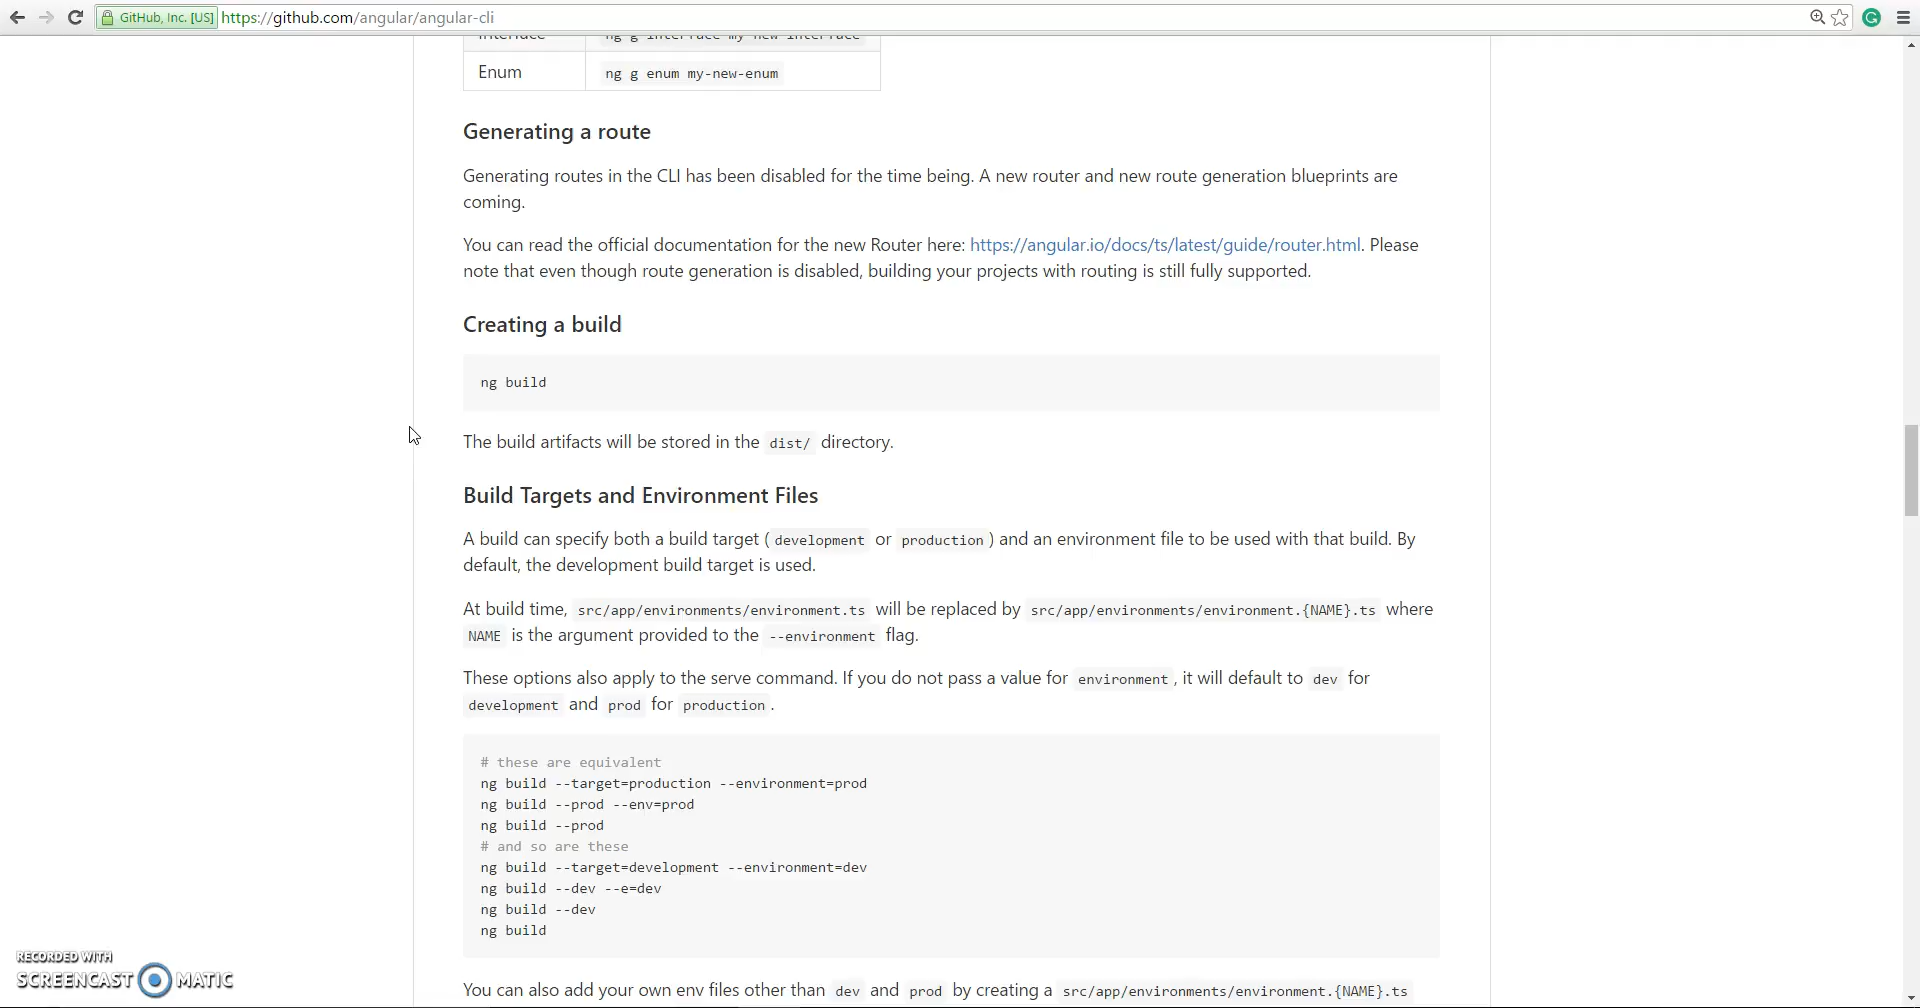 GitHub, Inc. [US] https://github.com/angular/angular-cli
Interface ng g interface my-new-interface
Enum ng g enum my-new-enum
Generating a route
Generating routes in the CLI has been disabled for the time being. A new router and new route generation blueprints are
coming.
You can read the official documentation for the new Router here: https://angular.io/docs/ts/latest/guide/router.html. Please
note that even though route generation is disabled, building your projects with routing is still fully supported.
Creating a build
ng build
The build artifacts will be stored in the dist/ directory.
Build Targets and Environment Files
A build can specify both a build target ( development or production ) and an environment file to be used with that build. By
default, the development build target is used.
At build time, src/app/environments/environment.ts will be replaced by src/app/environments/environment.{NAME}.ts where
NAME is the argument provided to the --environment flag.
These options also apply to the serve command. If you do not pass a value for environment , it will default to dev for
development and prod for production .
# these are equivalent
ng build --target=production --environment=prod
ng build --prod --env=prod
ng build --prod
# and so are these
ng build --target=development --environment=dev
ng build --dev --e=dev
ng build --dev
ng build
You can also add your own env files other than dev and prod by creating a src/app/environments/environment.{NAME}.ts
RECORDED WITH
SCREENCAST MATIC